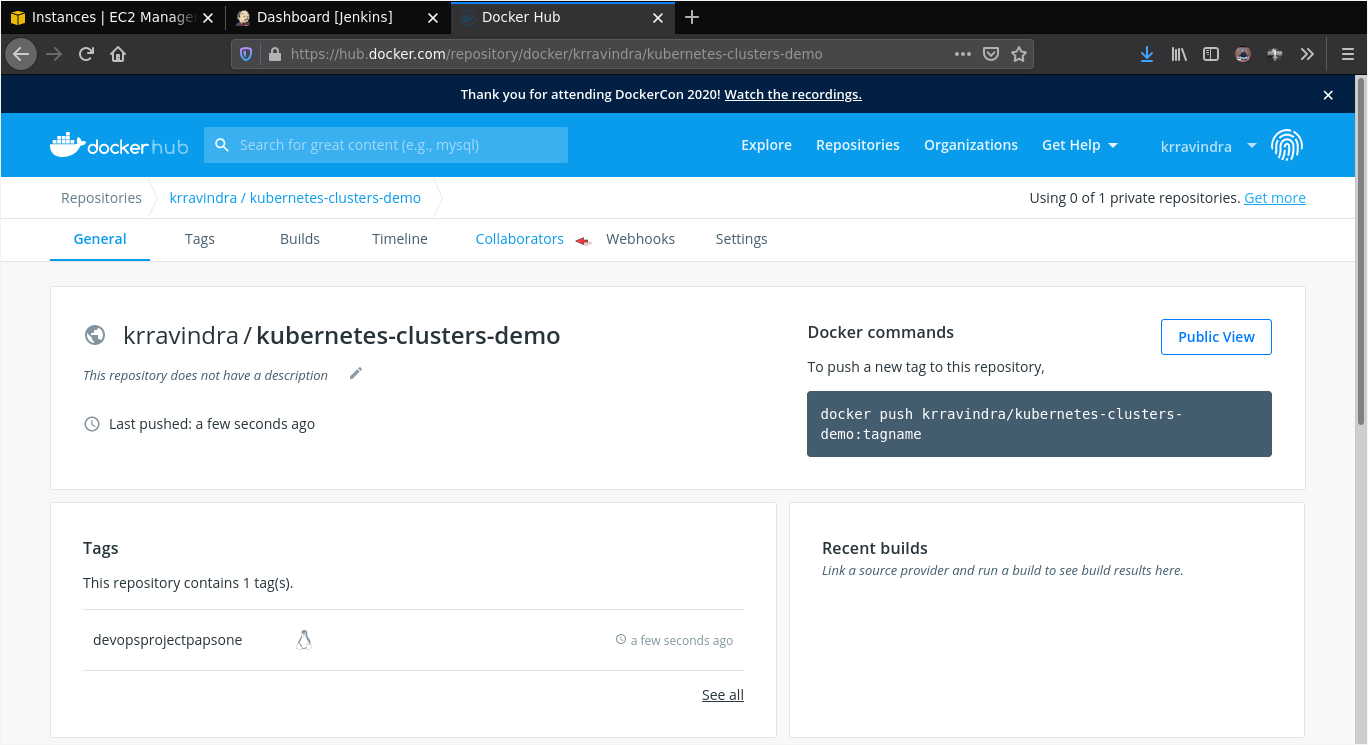 Instances | EC2 Manage
Dashboard [Jenkins]
Docker Hub
https://hub.docker.com/repository/docker/krravindra/kubernetes-clusters-demo
Thank you for attending DockerCon 2020! Watch the recordings.
dockerhub
Search for great content (e.g., mysql)
Explore
Repositories
Organizations
Get Help
krravindra
Repositories
krravindra / kubernetes-clusters-demo
Using 0 of 1 private repositories. Get more
General
Tags
Builds
Timeline
Collaborators
Webhooks
Settings
krravindra / kubernetes-clusters-demo
This repository does not have a description
Last pushed: a few seconds ago
Docker commands
Public View
To push a new tag to this repository,
docker push krravindra/kubernetes-clusters-
demo:tagname
Tags
This repository contains 1 tag(s).
devopsprojectpapsone
a few seconds ago
See all
Recent builds
Link a source provider and run a build to see build results here.